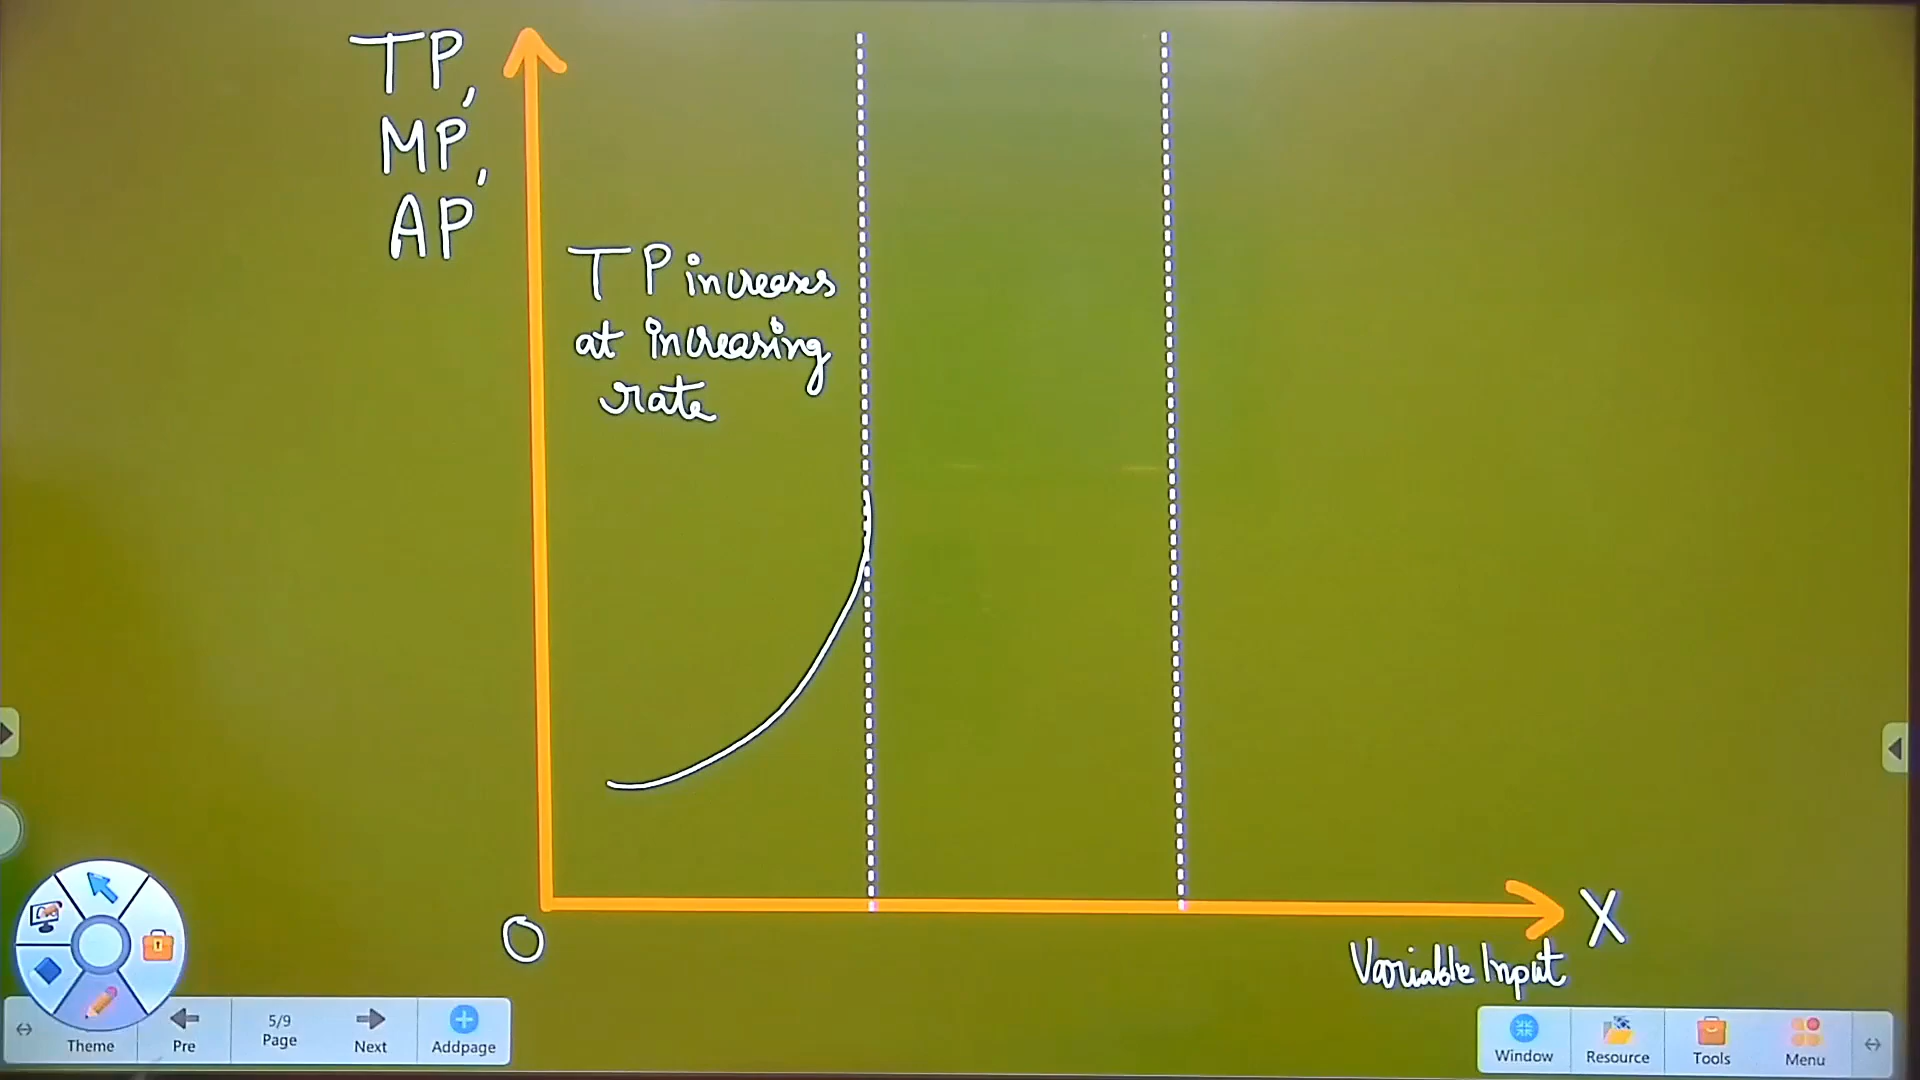 TP,
MP,
AP
TP increases
at increasing
rate
O
X
Variable Input
Theme
Pre
5/9
Page
Next
Addpage
Window
Resource
Tools
Menu